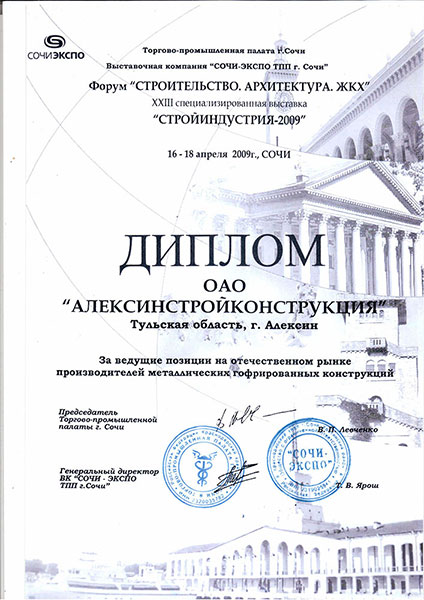 СОЧИЭКСПО
Торгово-промышленная палата г.Сочи
Выставочная компания "СОЧИ-ЭКСПО ТПП г. Сочи"
Форум "СТРОИТЕЛЬСТВО. АРХИТЕКТУРА. ЖКХ"
XXIII специализированная выставка
"СТРОЙИНДУСТРИЯ-2009"
16 - 18 апреля 2009г., СОЧИ
ДИПЛОМ
ОАО
"АЛЕКСИНСТРОЙКОНСТРУКЦИЯ"
Тульская область, г. Алексин
За ведущие позиции на отечественном рынке
производителей металлических гофрированных конструкций
Председатель
Торгово-промышленной
палаты г. Сочи
В. П. Левченко
"СОЧИ-
ЭКСПО"
Генеральный директор
ВК "СОЧИ - ЭКСПО
ТПП г.Сочи"
Т. В. Ярош